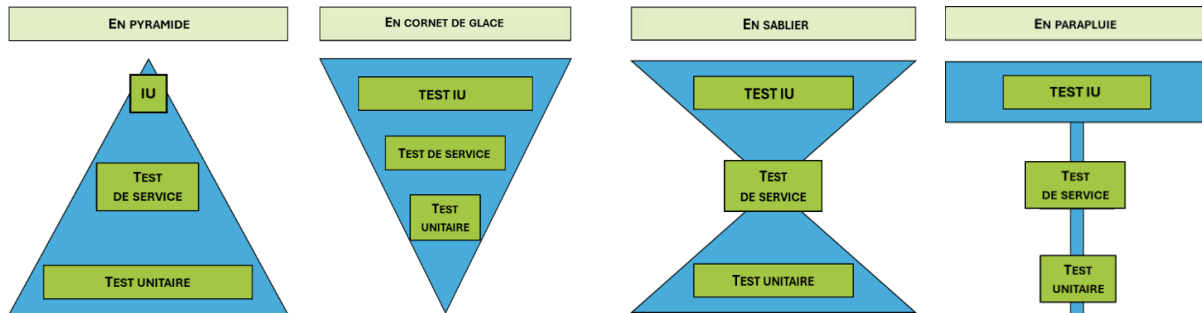 EN PYRAMIDE
IU
TEST
DE SERVICE
TEST UNITAIRE
EN CORNET DE GLACE
TEST IU
TEST DE SERVICE
TEST
UNITAIRE
EN SABLIER
TEST IU
TEST
DE SERVICE
TEST UNITAIRE
EN PARAPLUIE
TEST IU
TEST
DE SERVICE
TEST
UNITAIRE